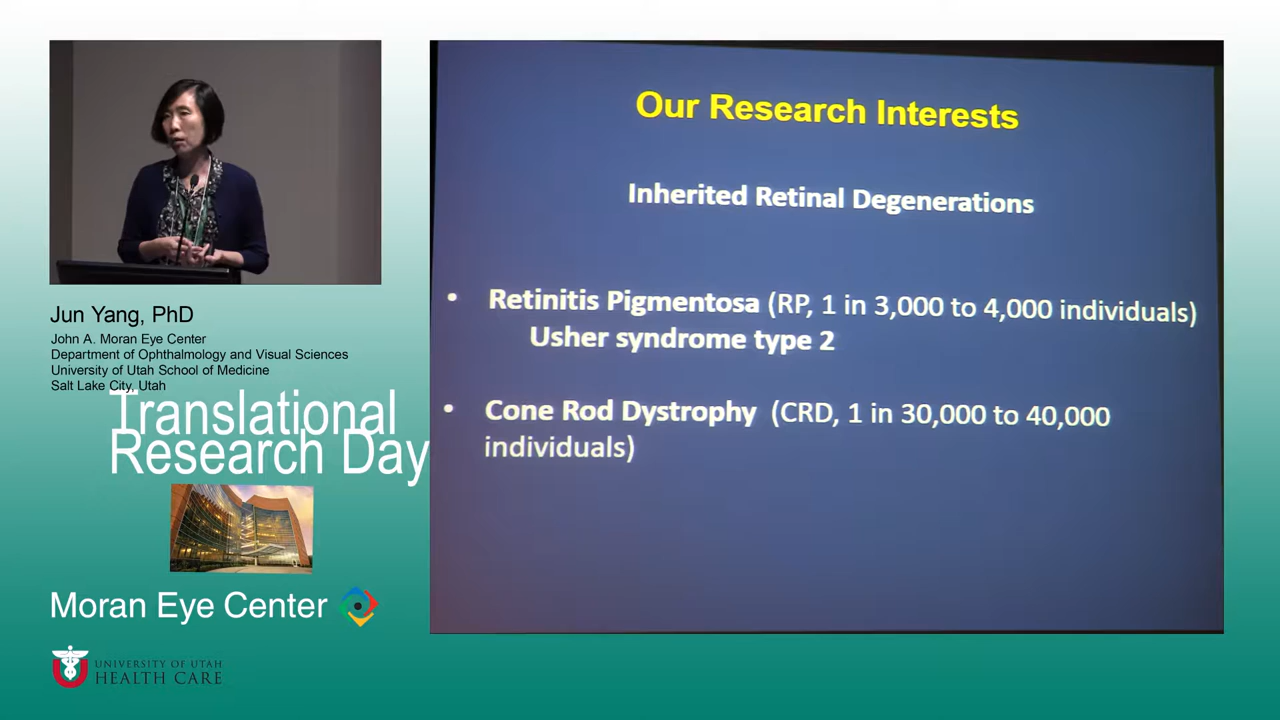 Jun Yang, PhD
John A. Moran Eye Center
Department of Ophthalmology and Visual Sciences
University of Utah School of Medicine
Salt Lake City, Utah
Translational
Research Day
Moran Eye Center
UNIVERSITY OF UTAH
HEALTH CARE
Our Research Interests
Inherited Retinal Degenerations
• Retinitis Pigmentosa (RP, 1 in 3,000 to 4,000 individuals)
Usher syndrome type 2
• Cone Rod Dystrophy (CRD, 1 in 30,000 to 40,000
individuals)